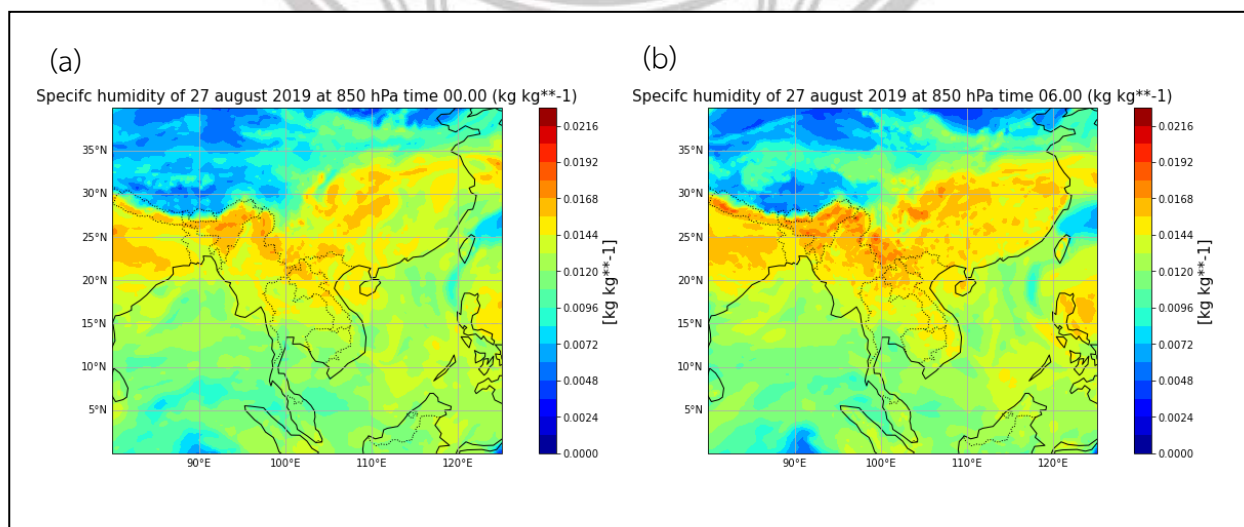 (a)
(b)
Specifc humidity of 27 august 2019 at 850 hPa time 00.00 (kg kg**-1)
Specifc humidity of 27 august 2019 at 850 hPa time 06.00 (kg kg**-1)
35°N
30°N
25°N
20°N
15°N
10°N
5°N
90°E
100°E
110°E
120°E
0.0216
0.0192
0.0168
0.0144
0.0120
0.0096
0.0072
0.0048
0.0024
0.0000
[kg kg**-1]
35°N
30°N
25°N
20°N
15°N
10°N
5°N
90°E
100°E
110°E
120°E
0.0216
0.0192
0.0168
0.0144
0.0120
0.0096
0.0072
0.0048
0.0024
0.0000
[kg kg**-1]